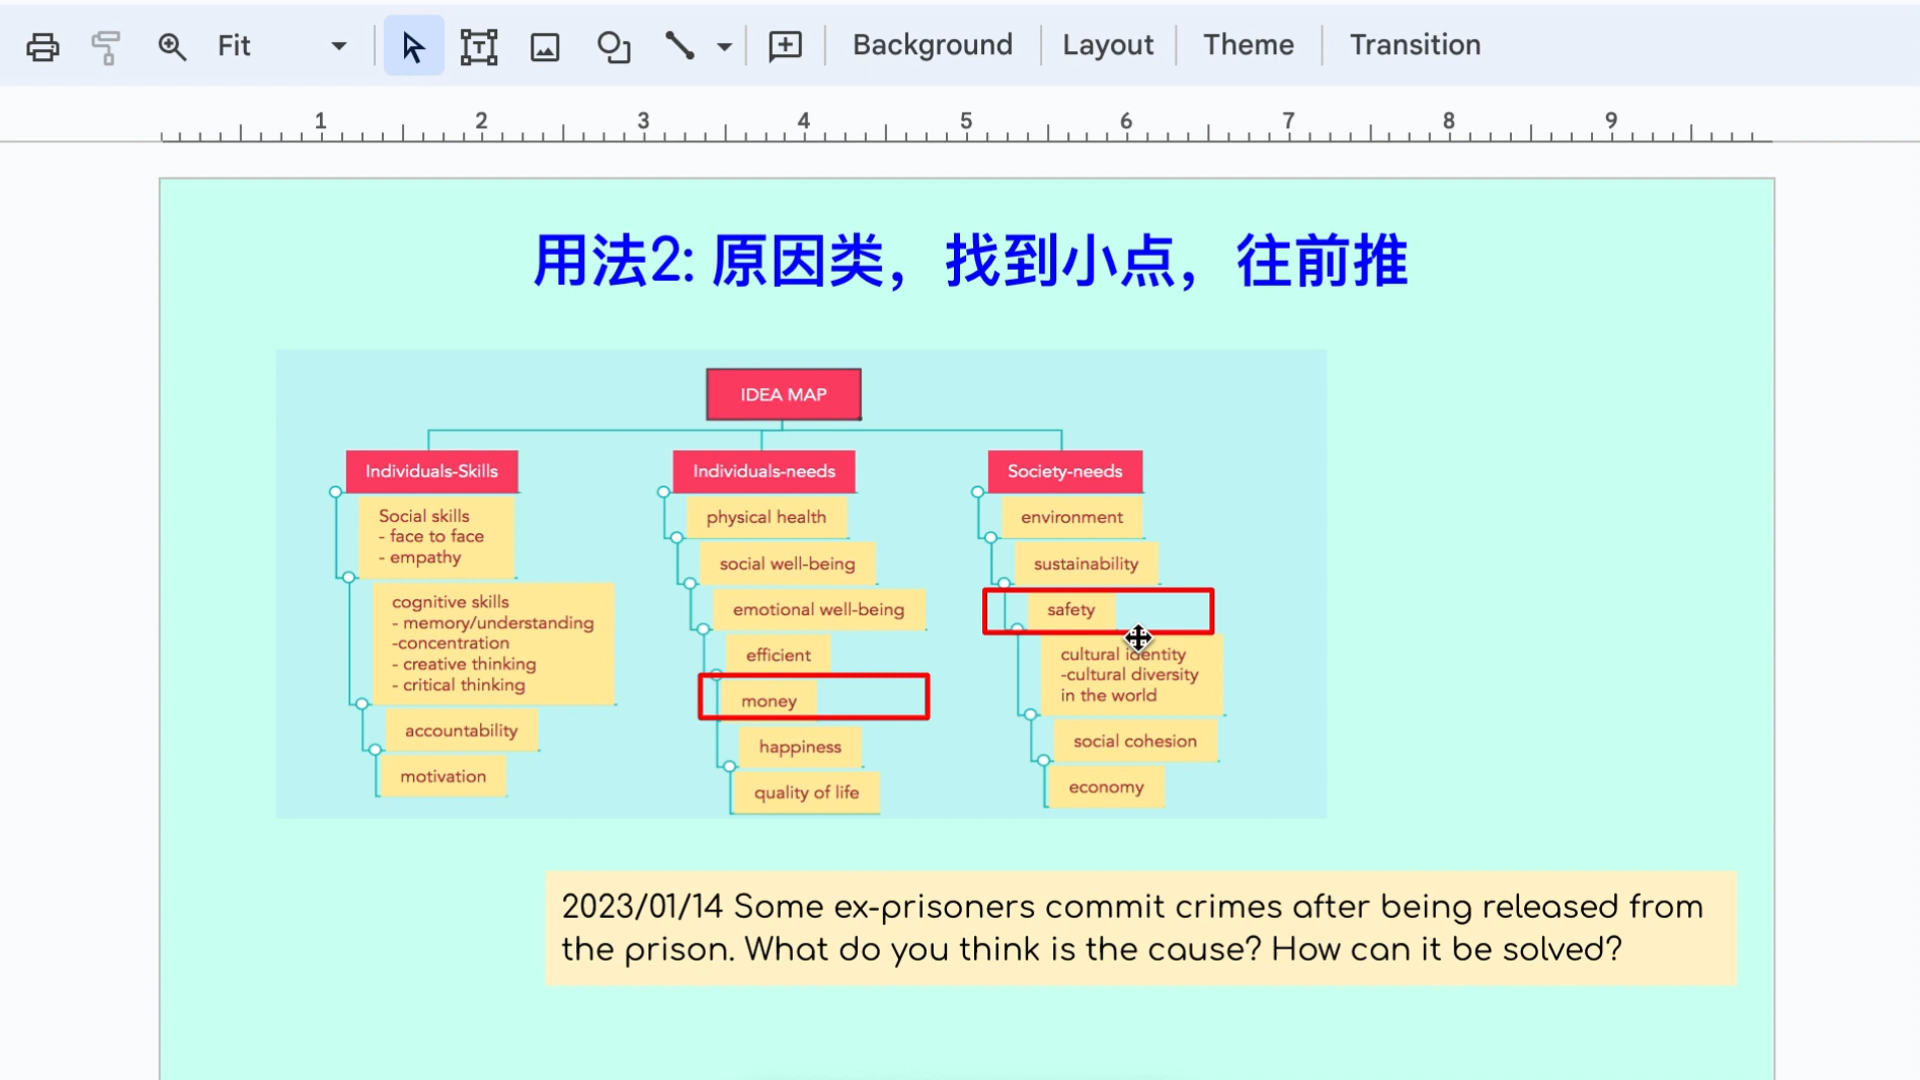 Fit
Background
Layout
Theme
Transition
1 2 3 4 5 6 7 8 9
用法2: 原因类，找到小点，往前推
IDEA MAP
Individuals-Skills
Social skills
- face to face
- empathy
cognitive skills
- memory/understanding
-concentration
- creative thinking
- critical thinking
accountability
motivation
Individuals-needs
physical health
social well-being
emotional well-being
efficient
money
happiness
quality of life
Society-needs
environment
sustainability
safety
cultural identity
-cultural diversity
in the world
social cohesion
economy
2023/01/14 Some ex-prisoners commit crimes after being released from
the prison. What do you think is the cause? How can it be solved?